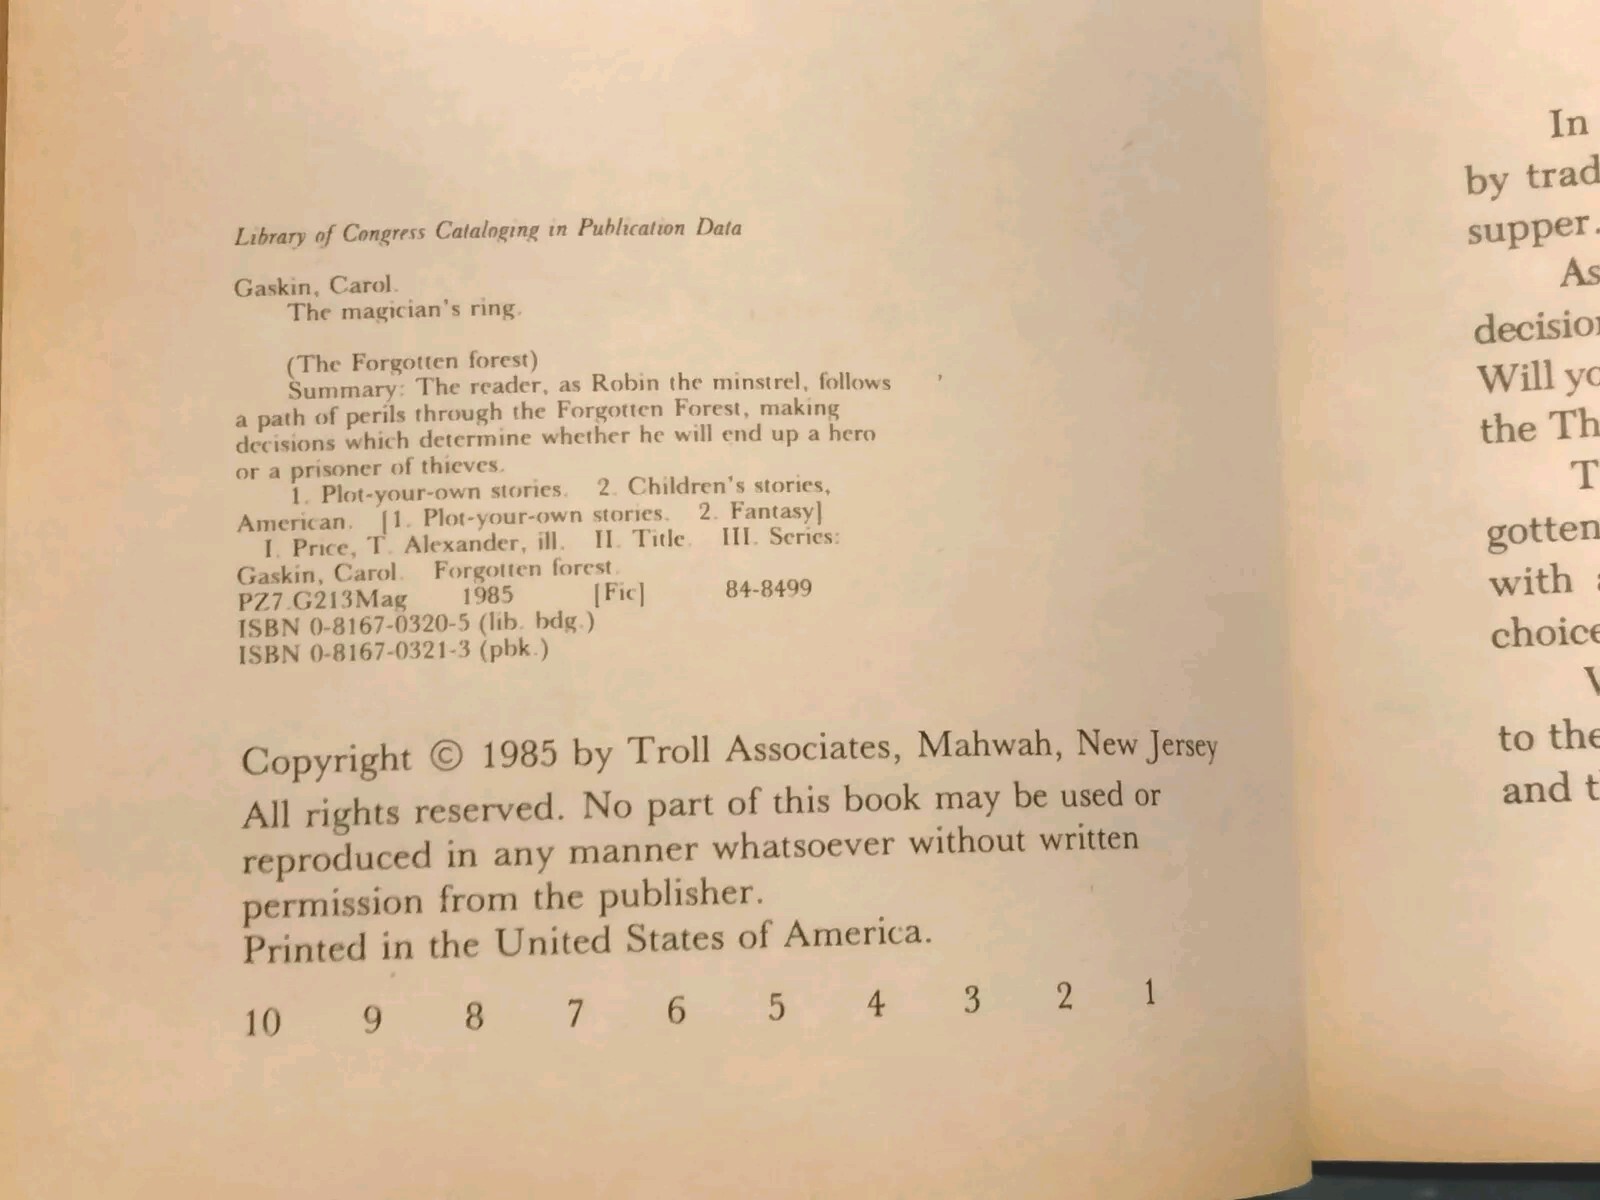 Library of Congress Cataloging in Publication Data
Gaskin, Carol.
The magician's ring.
(The Forgotten forest)
Summary: The reader, as Robin the minstrel, follows
a path of perils through the Forgotten Forest, making
decisions which determine whether he will end up a hero
or a prisoner of thieves.
1. Plot-your-own stories. 2. Children's stories,
American. [1. Plot-your-own stories. 2. Fantasy]
I. Price, T. Alexander, ill. II. Title. III. Series:
Gaskin, Carol. Forgotten forest.
PZ7.G213Mag 1985 [Fic] 84-8499
ISBN 0-8167-0320-5 (lib. bdg.)
ISBN 0-8167-0321-3 (pbk.)
Copyright © 1985 by Troll Associates, Mahwah, New Jersey
All rights reserved. No part of this book may be used or
reproduced in any manner whatsoever without written
permission from the publisher.
Printed in the United States of America.
10 9 8 7 6 5 4 3 2 1
In
by trad
supper.
As
decision
Will yo
the Th
T
gotten
with
choice
to the
and t